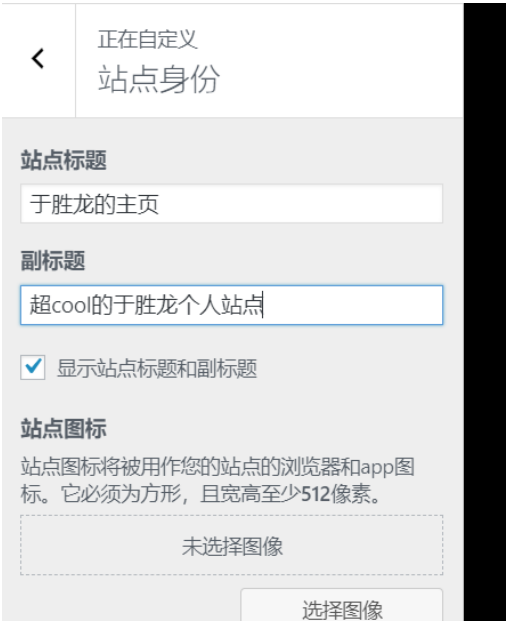 正在自定义
站点身份
站点标题
于胜龙的主页
副标题
超cool的于胜龙个人站点
显示站点标题和副标题
站点图标
站点图标将被用作您的站点的浏览器和app图
标。它必须为方形，且宽高至少512像素。
未选择图像
选择图像